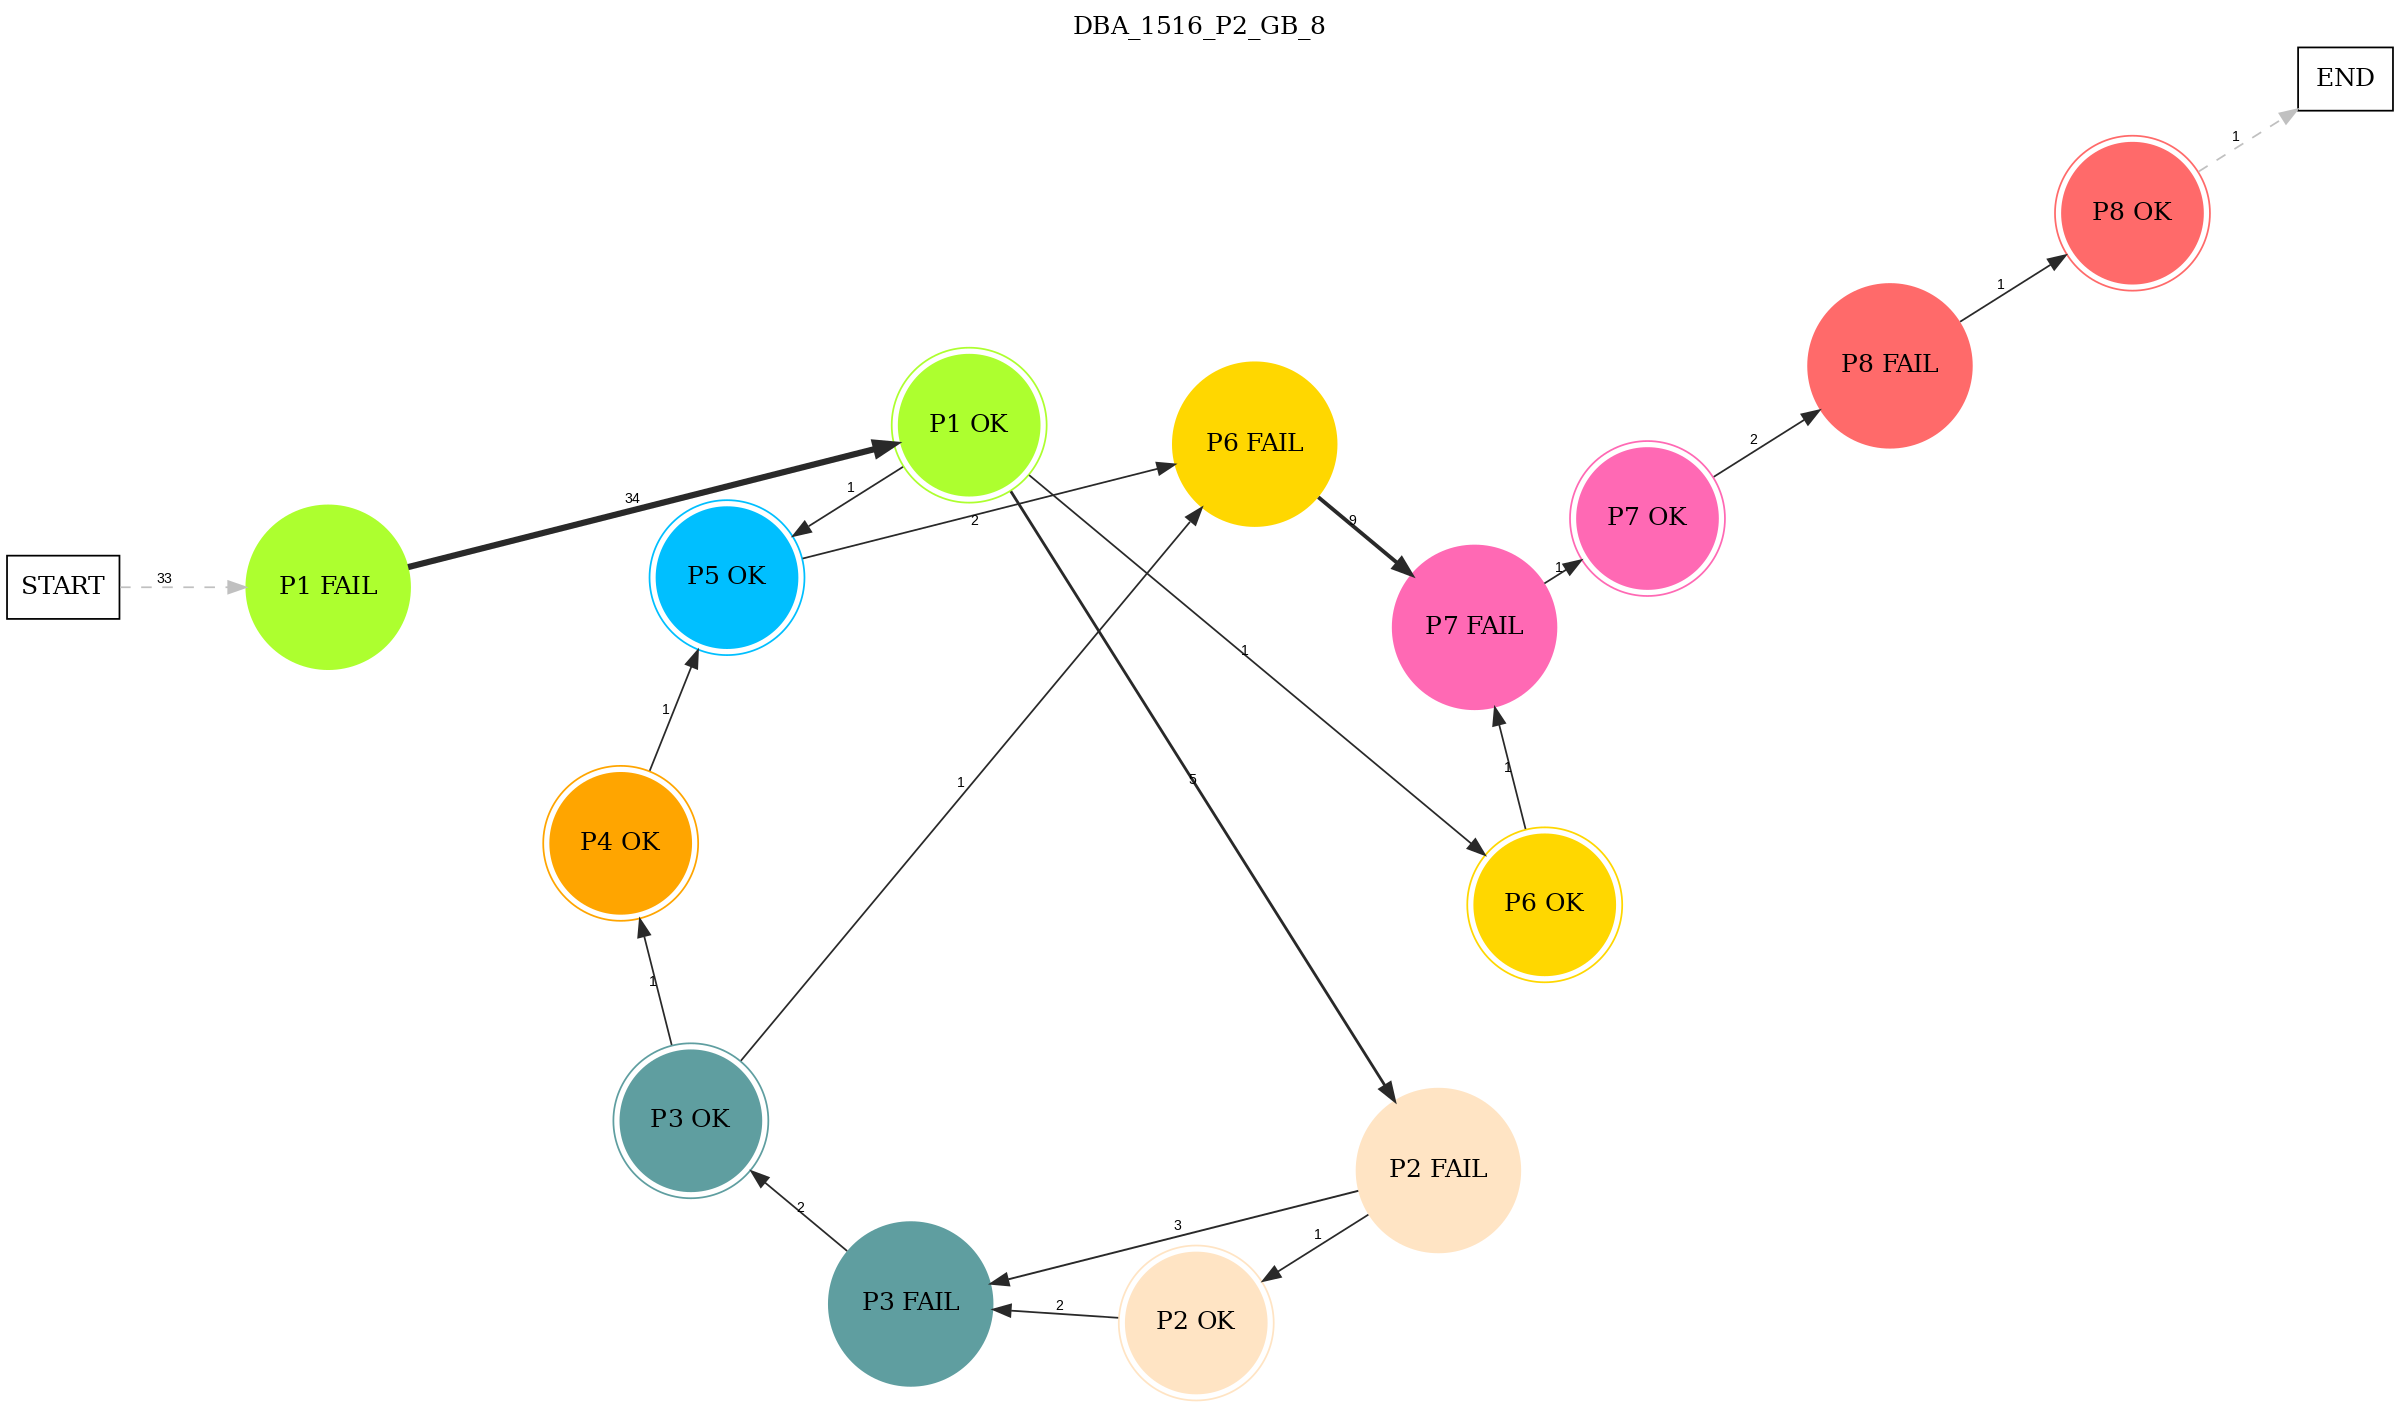 DBA_1516_P2_GB_8
END
1
P8 OK
1
P8 FAIL
2
P7 OK
1
P7 FAIL
9
P6 FAIL
P1 OK
34
1
P5 OK
2
START
33
P1 FAIL
1
1
1
1
5
1
P4 OK
P6 OK
1
P3 OK
P2 FAIL
2
3
1
P3 FAIL
2
P2 OK